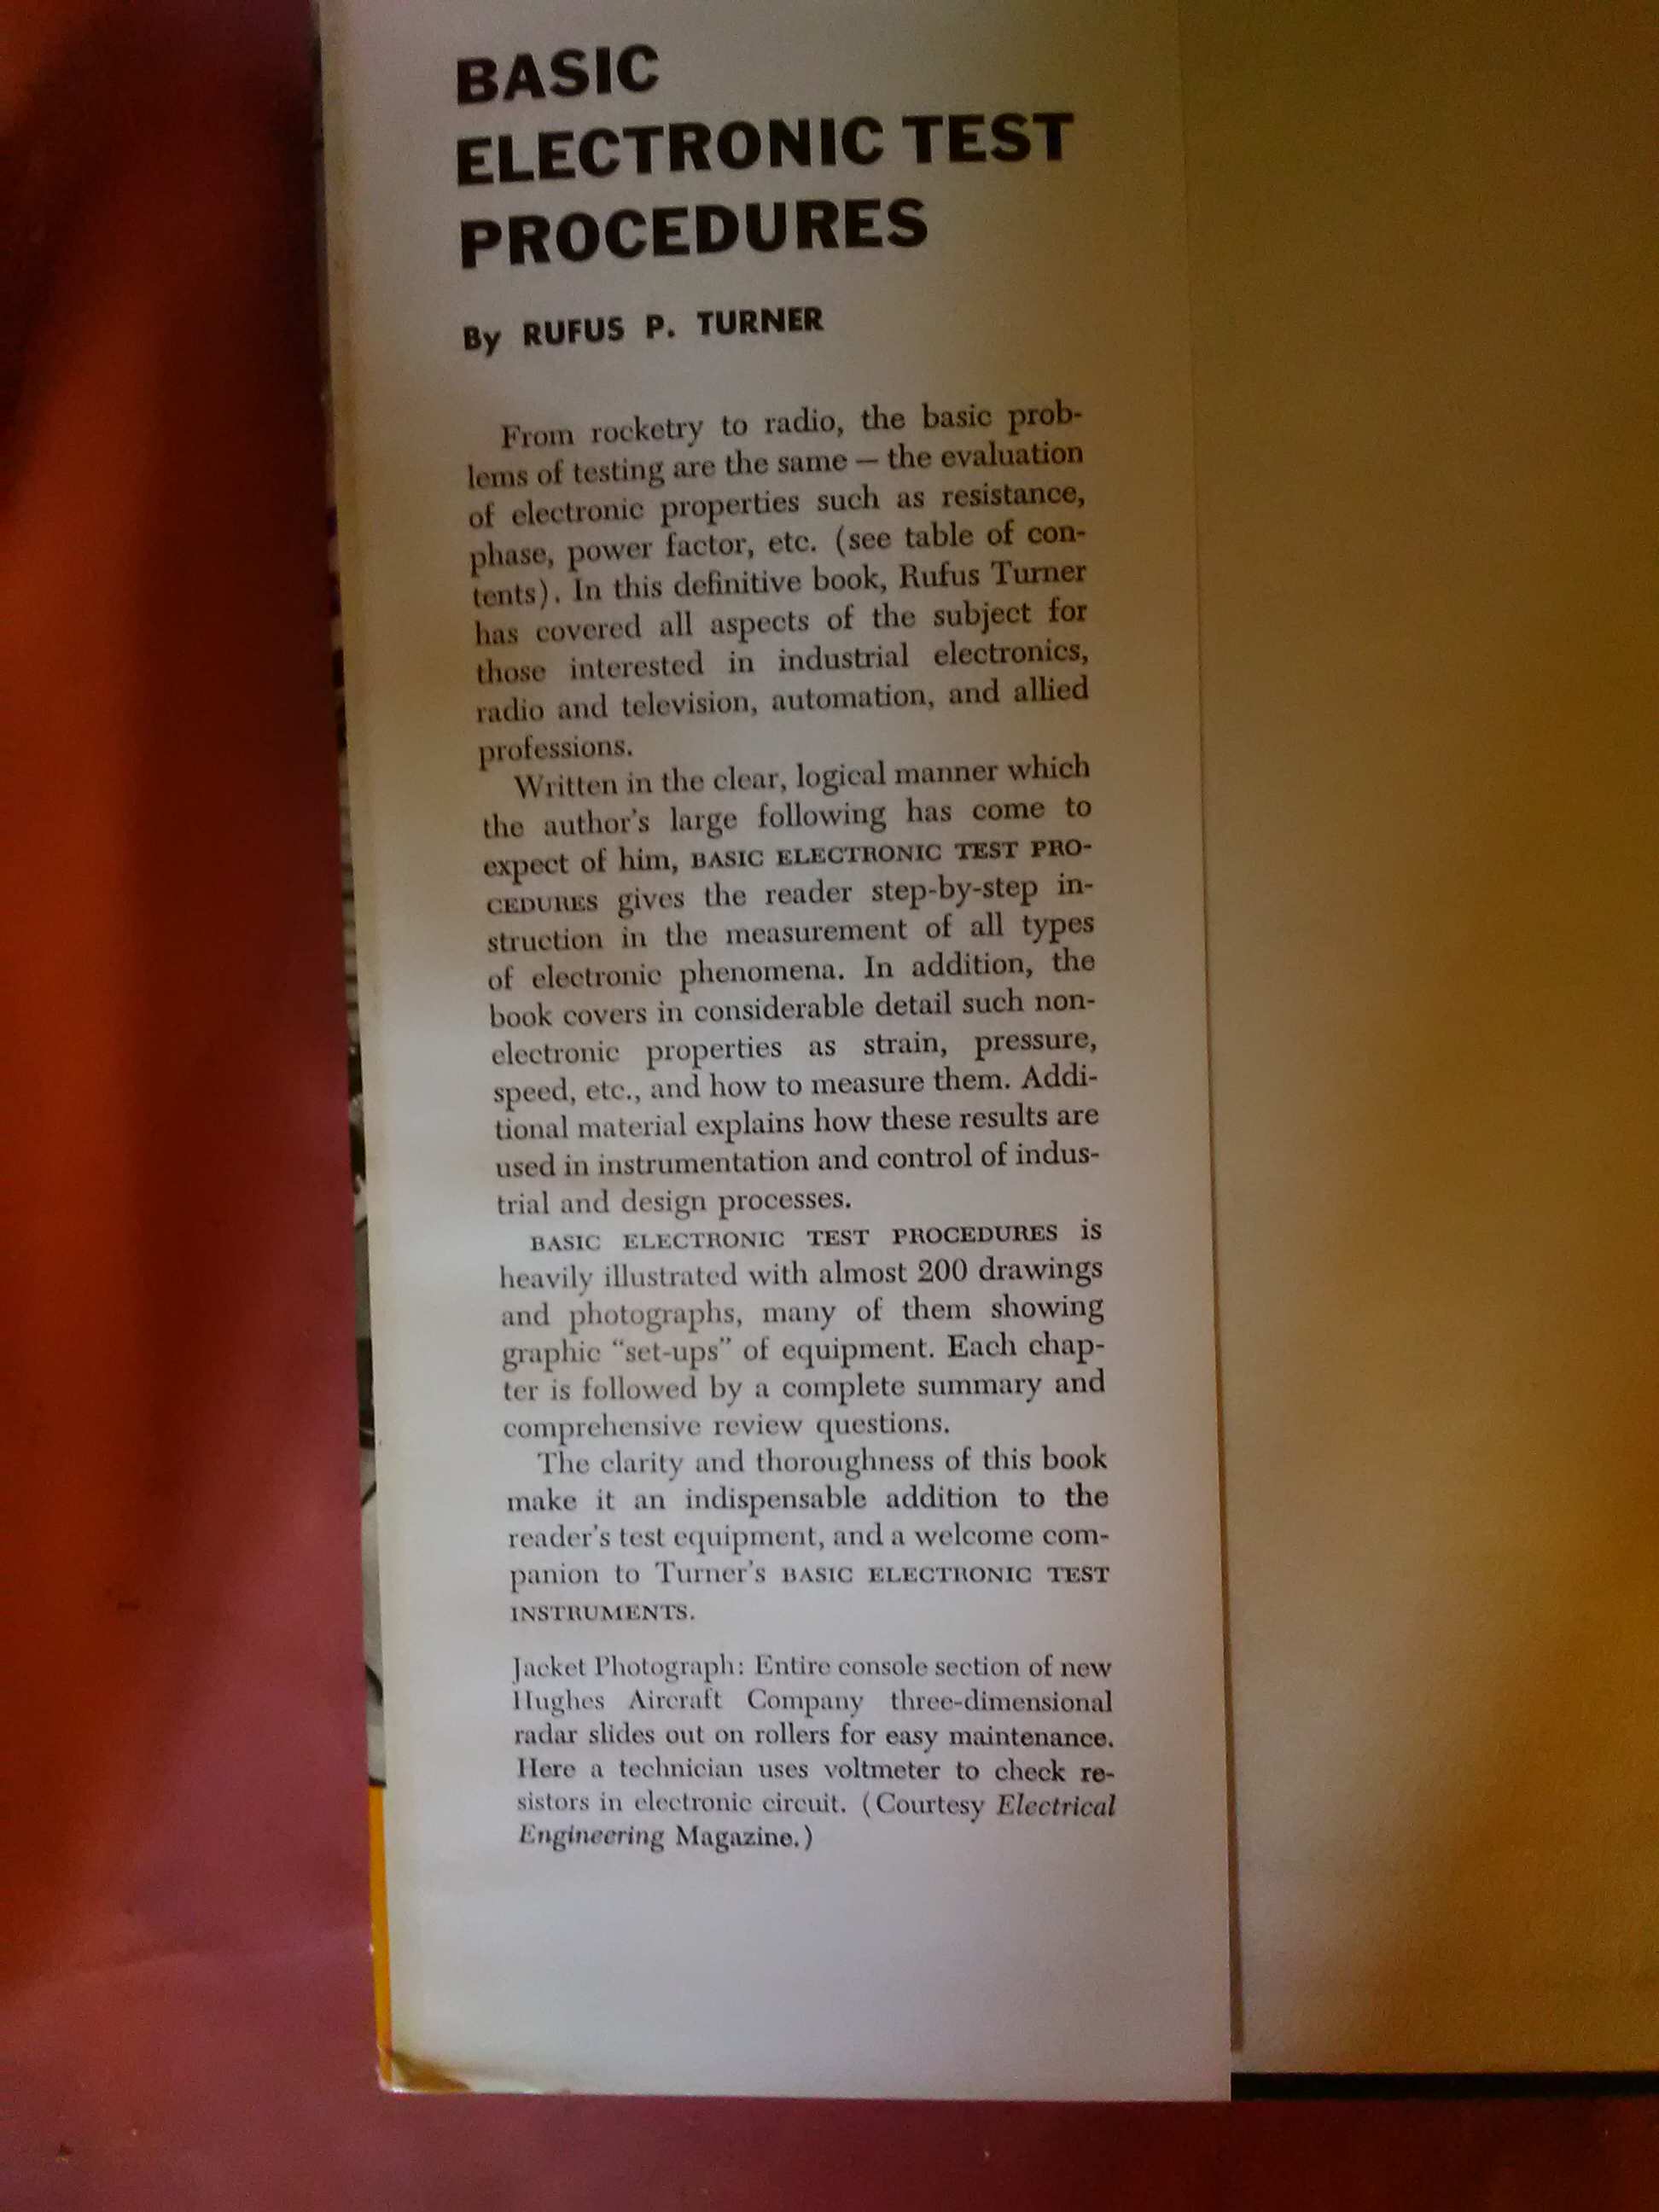 BASIC
ELECTRONIC TEST
PROCEDURES
By RUFUS P. TURNER
From rocketry to radio, the basic prob-
lems of testing are the same — the evaluation
of electronic properties such as resistance,
phase, power factor, etc. (see table of con-
tents). In this definitive book, Rufus Turner
has covered all aspects of the subject for
those interested in industrial electronics,
radio and television, automation, and allied
professions.
Written in the clear, logical manner which
the author's large following has come to
expect of him, BASIC ELECTRONIC TEST PRO-
CEDURES gives the reader step-by-step in-
struction in the measurement of all types
of electronic phenomena. In addition, the
book covers in considerable detail such non-
electronic properties as strain, pressure,
speed, etc., and how to measure them. Addi-
tional material explains how these results are
used in instrumentation and control of indus-
trial and design processes.
BASIC ELECTRONIC TEST PROCEDURES is
heavily illustrated with almost 200 drawings
and photographs, many of them showing
graphic “set-ups” of equipment. Each chap-
ter is followed by a complete summary and
comprehensive review questions.
The clarity and thoroughness of this book
make it an indispensable addition to the
reader's test equipment, and a welcome com-
panion to Turner's BASIC ELECTRONIC TEST
INSTRUMENTS.
Jacket Photograph: Entire console section of new
Hughes Aircraft Company three-dimensional
radar slides out on rollers for easy maintenance.
Here a technician uses voltmeter to check re-
sistors in electronic circuit. (Courtesy Electrical
Engineering Magazine.)